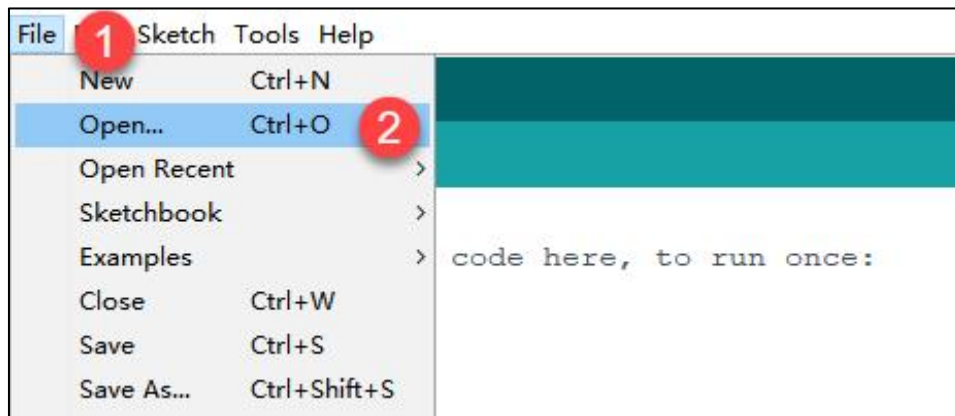 File Sketch Tools Help
1
New Ctrl+N
Open... Ctrl+O
2
Open Recent >
Sketchbook >
Examples >
code here, to run once:
Close Ctrl+W
Save Ctrl+S
Save As... Ctrl+Shift+S